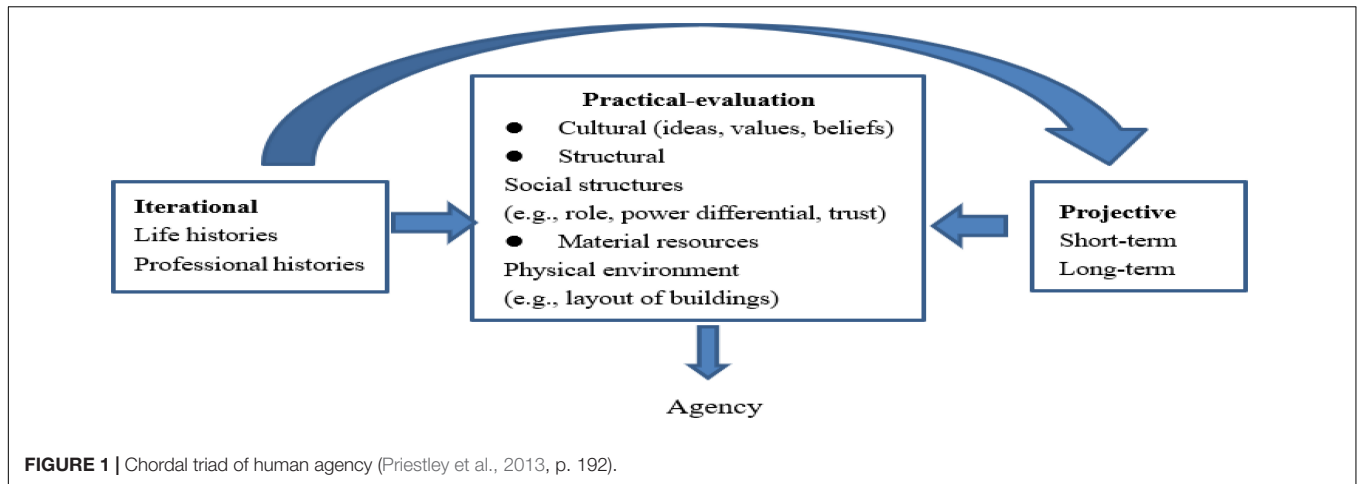 Practical-evaluation
● Cultural (ideas, values, beliefs)
● Structural
Social structures
(e.g., role, power differential, trust)
● Material resources
Physical environment
(e.g., layout of buildings)
Iterational
Life histories
Professional histories
Projective
Short-term
Long-term
Agency
FIGURE 1 | Chordal triad of human agency (Priestley et al., 2013, p. 192).